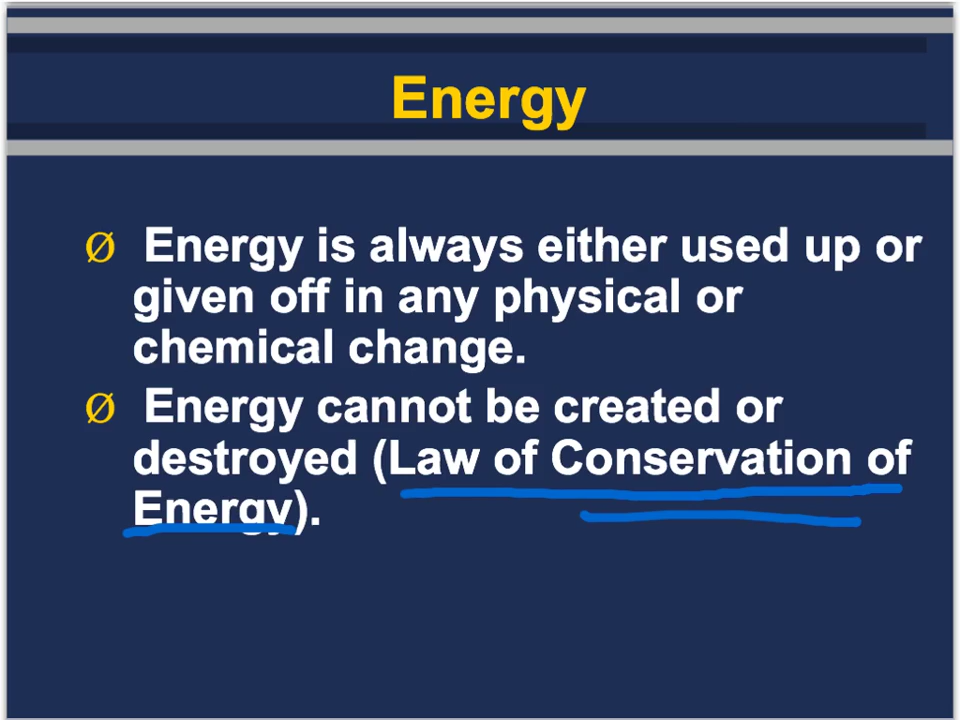 Energy
Ø Energy is always either used up or
given off in any physical or
chemical change.
Ø Energy cannot be created or
destroyed (Law of Conservation of
Energy).